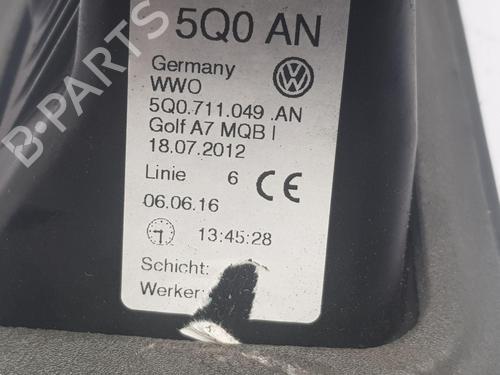 5Q0 AN
Germany
WWO
5Q0.711.049 .AN
Golf A7 MQB I
18.07.2012
Linie 6 CE
06.06.16
13:45:28
Schicht:
Werker:
B-PARTS